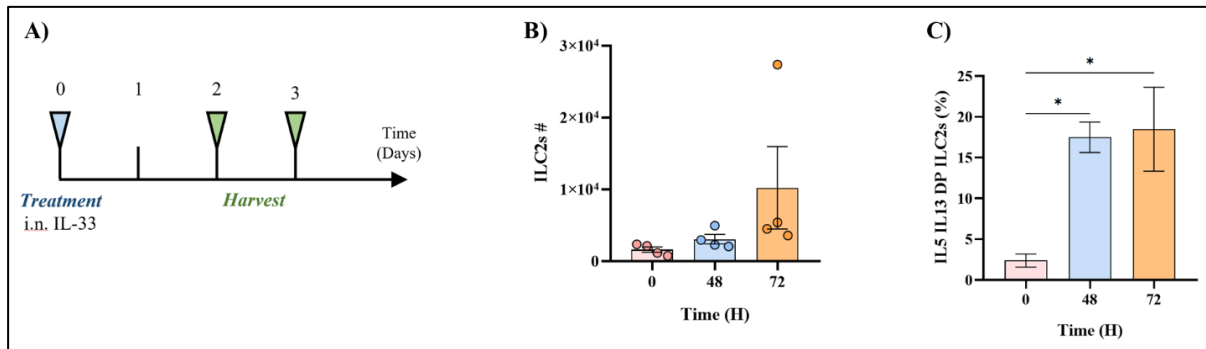 A)
0 1 2 3
Time
(Days)
Treatment
Harvest
i.n. IL-33
B)
ILC2s #
3×10⁴
2×10⁴
1×10⁴
0
0 48 72
Time (H)
C)
IL5 IL13 DP ILC2s (%)
25
20
15
10
5
0
*
*
0 48 72
Time (H)